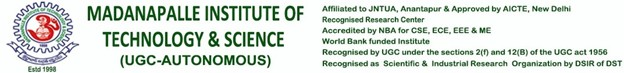 MADANAPALLE INSTITUTE OF
TECHNOLOGY & SCIENCE
(UGC-AUTONOMOUS)
Estd 1998
Affiliated to JNTUA, Anantapur & Approved by AICTE, New Delhi
Recognised Research Center
Accredited by NBA for CSE, ECE, EEE & ME
World Bank funded Institute
Recognised by UGC under the sections 2(f) and 12(B) of the UGC act 1956
Recognised as Scientific & Industrial Research Organization by DSIR of DST